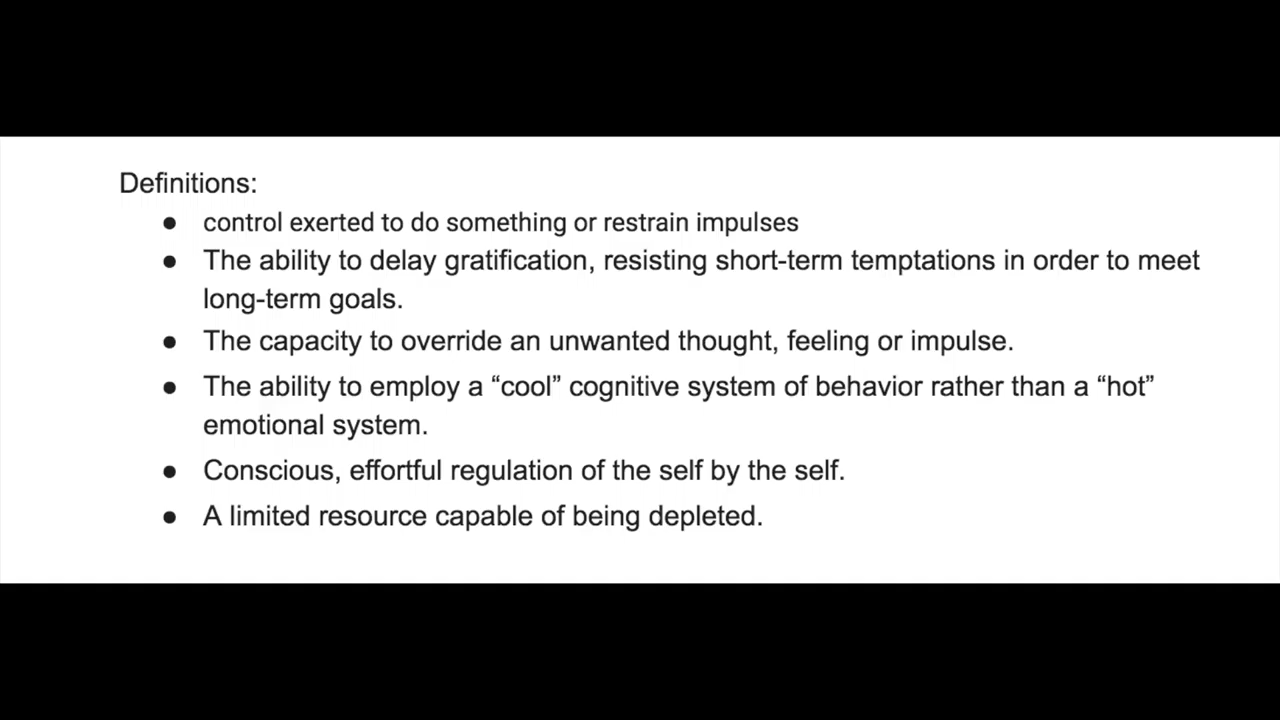 Definitions:
● control exerted to do something or restrain impulses
● The ability to delay gratification, resisting short-term temptations in order to meet
long-term goals.
● The capacity to override an unwanted thought, feeling or impulse.
● The ability to employ a “cool” cognitive system of behavior rather than a “hot”
emotional system.
● Conscious, effortful regulation of the self by the self.
● A limited resource capable of being depleted.